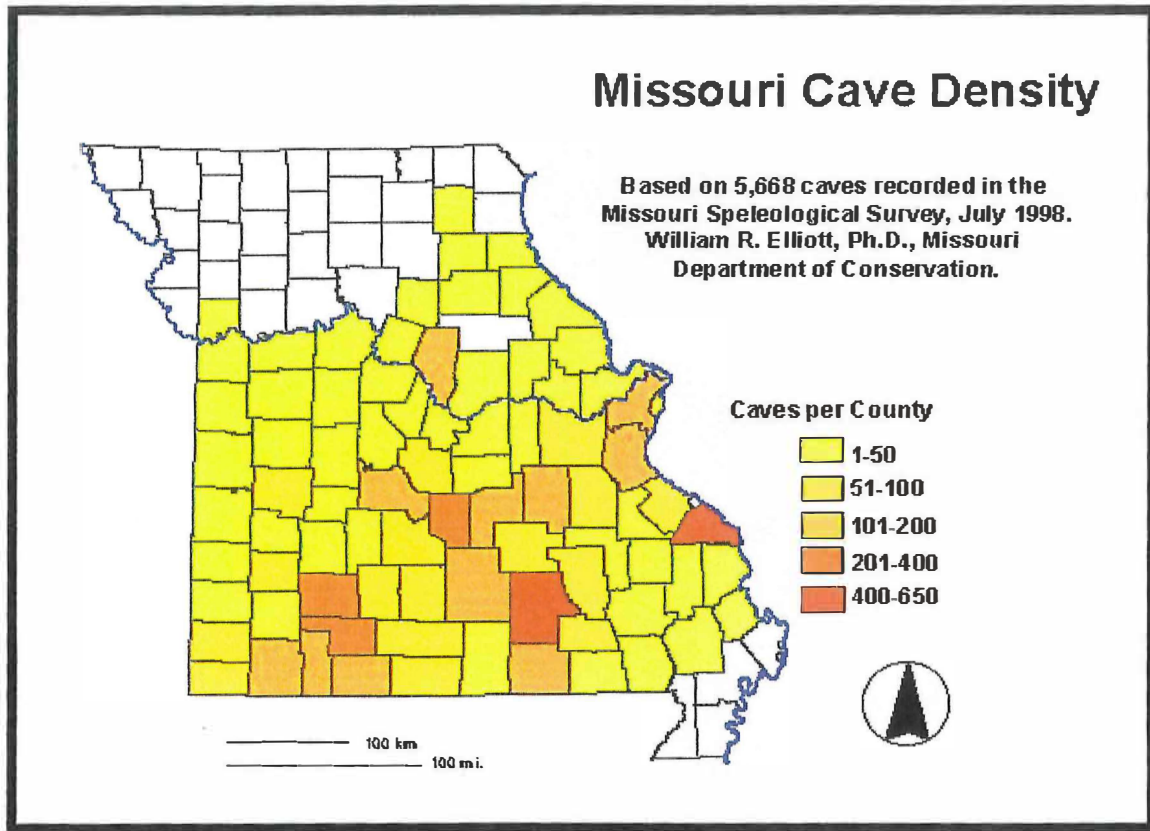 Missouri Cave Density
Based on 5,668 caves recorded in the
Missouri Speleological Survey, July 1998.
William R. Elliott, Ph.D., Missouri
Department of Conservation.
Caves per County
1-50
51-100
101-200
201-400
400-650
100 km
100 mi.